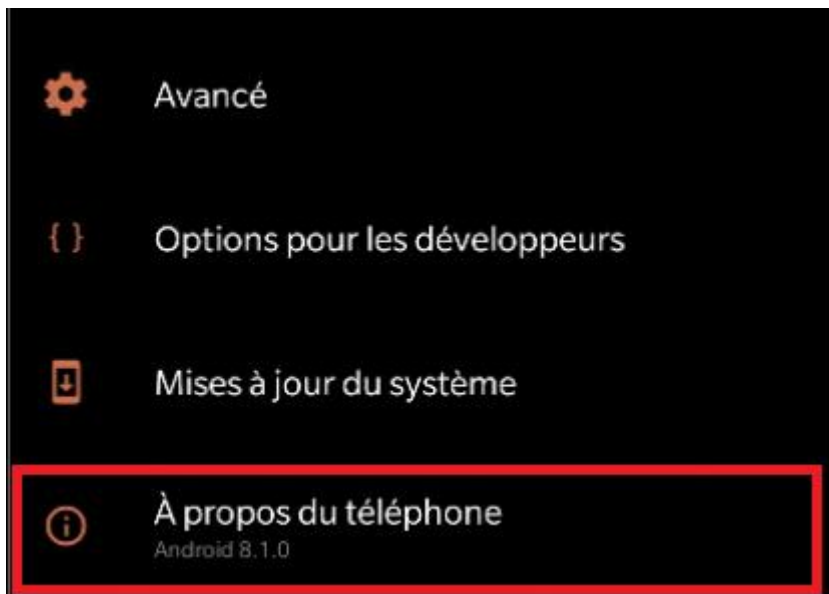 Avancé
{ }
Options pour les développeurs
Mises à jour du système
À propos du téléphone
Android 8.1.0